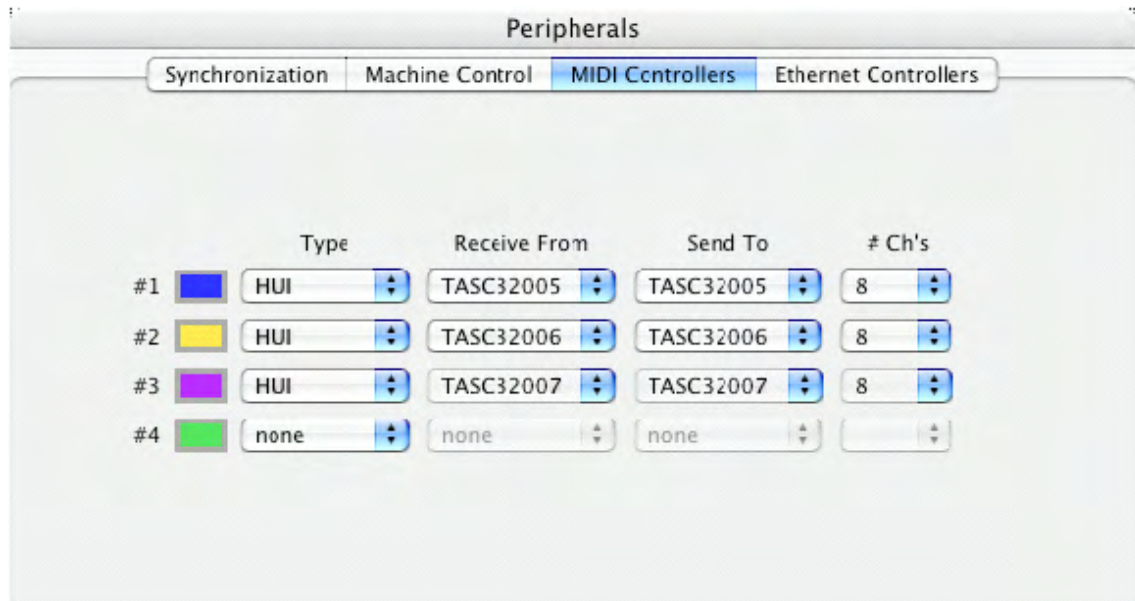 Peripherals
Synchronization Machine Control MIDI Controllers Ethernet Controllers
Type Receive From Send To # Ch's
#1 HUI TASC32005 TASC32005 8
#2 HUI TASC32006 TASC32006 8
#3 HUI TASC32007 TASC32007 8
#4 none none none